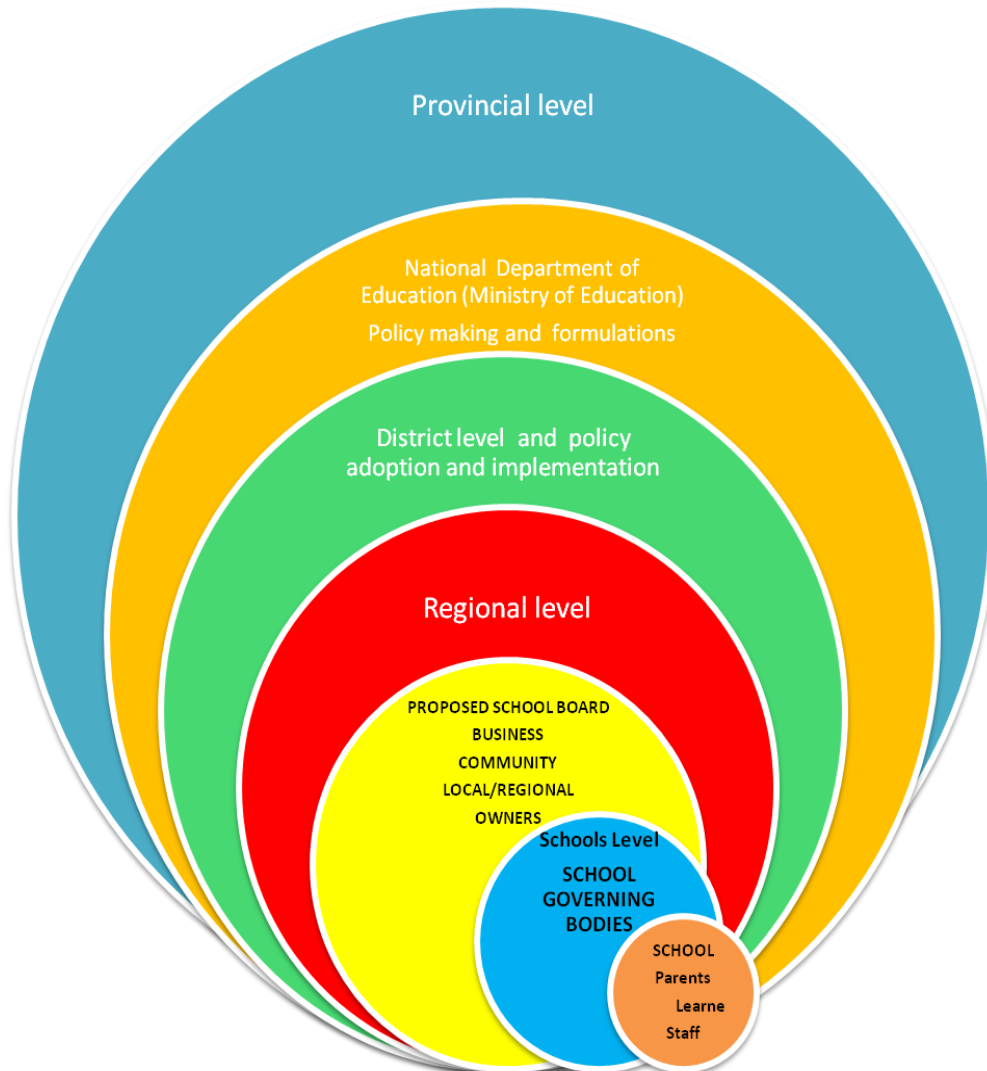 Provincial level
National Department of
Education (Ministry of Education)
Policy making and formulations
District level and policy
adoption and implementation
Regional level
PROPOSED SCHOOL BOARD
BUSINESS
COMMUNITY
LOCAL/REGIONAL
OWNERS
Schools Level
SCHOOL
GOVERNING
BODIES
SCHOOL
Parents
Learne
Staff